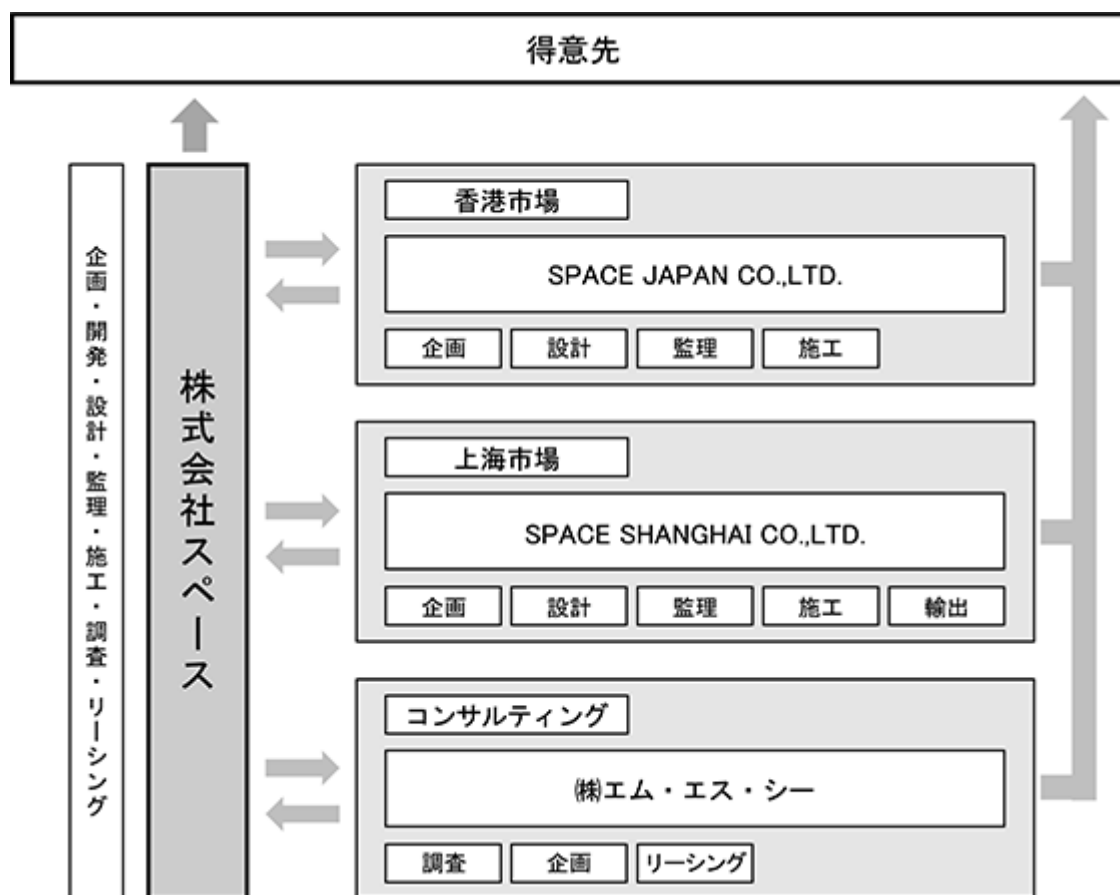 得意先
企画・開発・設計・監理・施工・調査・リーシング
株式会社スペース
香港市場
SPACE JAPAN CO.,LTD.
企画 設計 監理 施工
上海市場
SPACE SHANGHAI CO.,LTD.
企画 設計 監理 施工 輸出
コンサルティング
㈱エム・エス・シー
調査 企画 リーシング